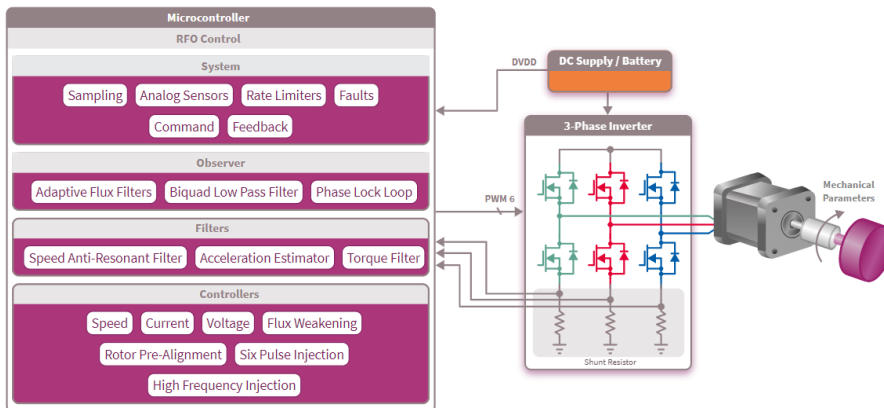 Microcontroller
RFO Control
System
Sampling Analog Sensors Rate Limiters Faults
Command Feedback
Observer
Adaptive Flux Filters Biquad Low Pass Filter Phase Lock Loop
Filters
Speed Anti-Resonant Filter Acceleration Estimator Torque Filter
Controllers
Speed Current Voltage Flux Weakening
Rotor Pre-Alignment Six Pulse Injection
High Frequency Injection
DVDD
PWM 6
DC Supply / Battery
3-Phase Inverter
Shunt Resistor
Mechanical
Parameters